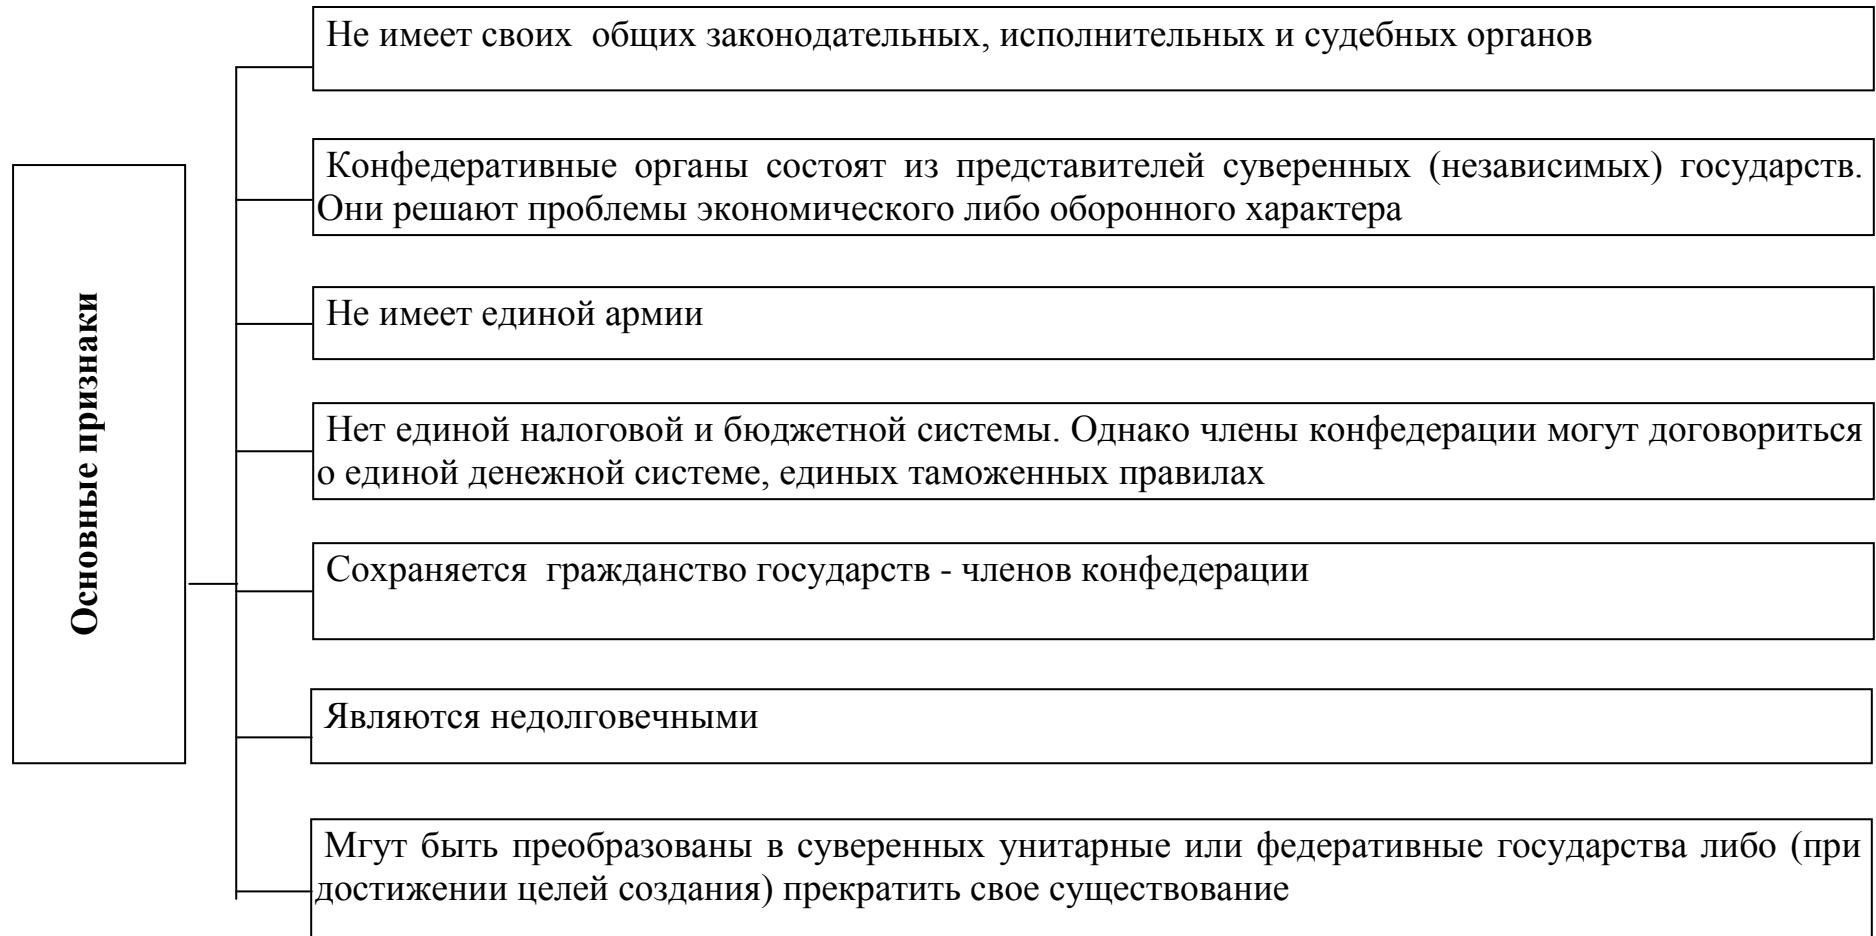 Не имеет своих  общих законодательных, исполнительных и судебных органов
Конфедеративные органы состоят из представителей суверенных (независимых) государств.
Они решают проблемы экономического либо оборонного характера
Основные признаки
Не имеет единой армии
Нет единой налоговой и бюджетной системы. Однако члены конфедерации могут договориться
о единой денежной системе, единых таможенных правилах
Сохраняется  гражданство государств - членов конфедерации
Являются недолговечными
Мгут быть преобразованы в суверенных унитарные или федеративные государства либо (при
достижении целей создания) прекратить свое существование